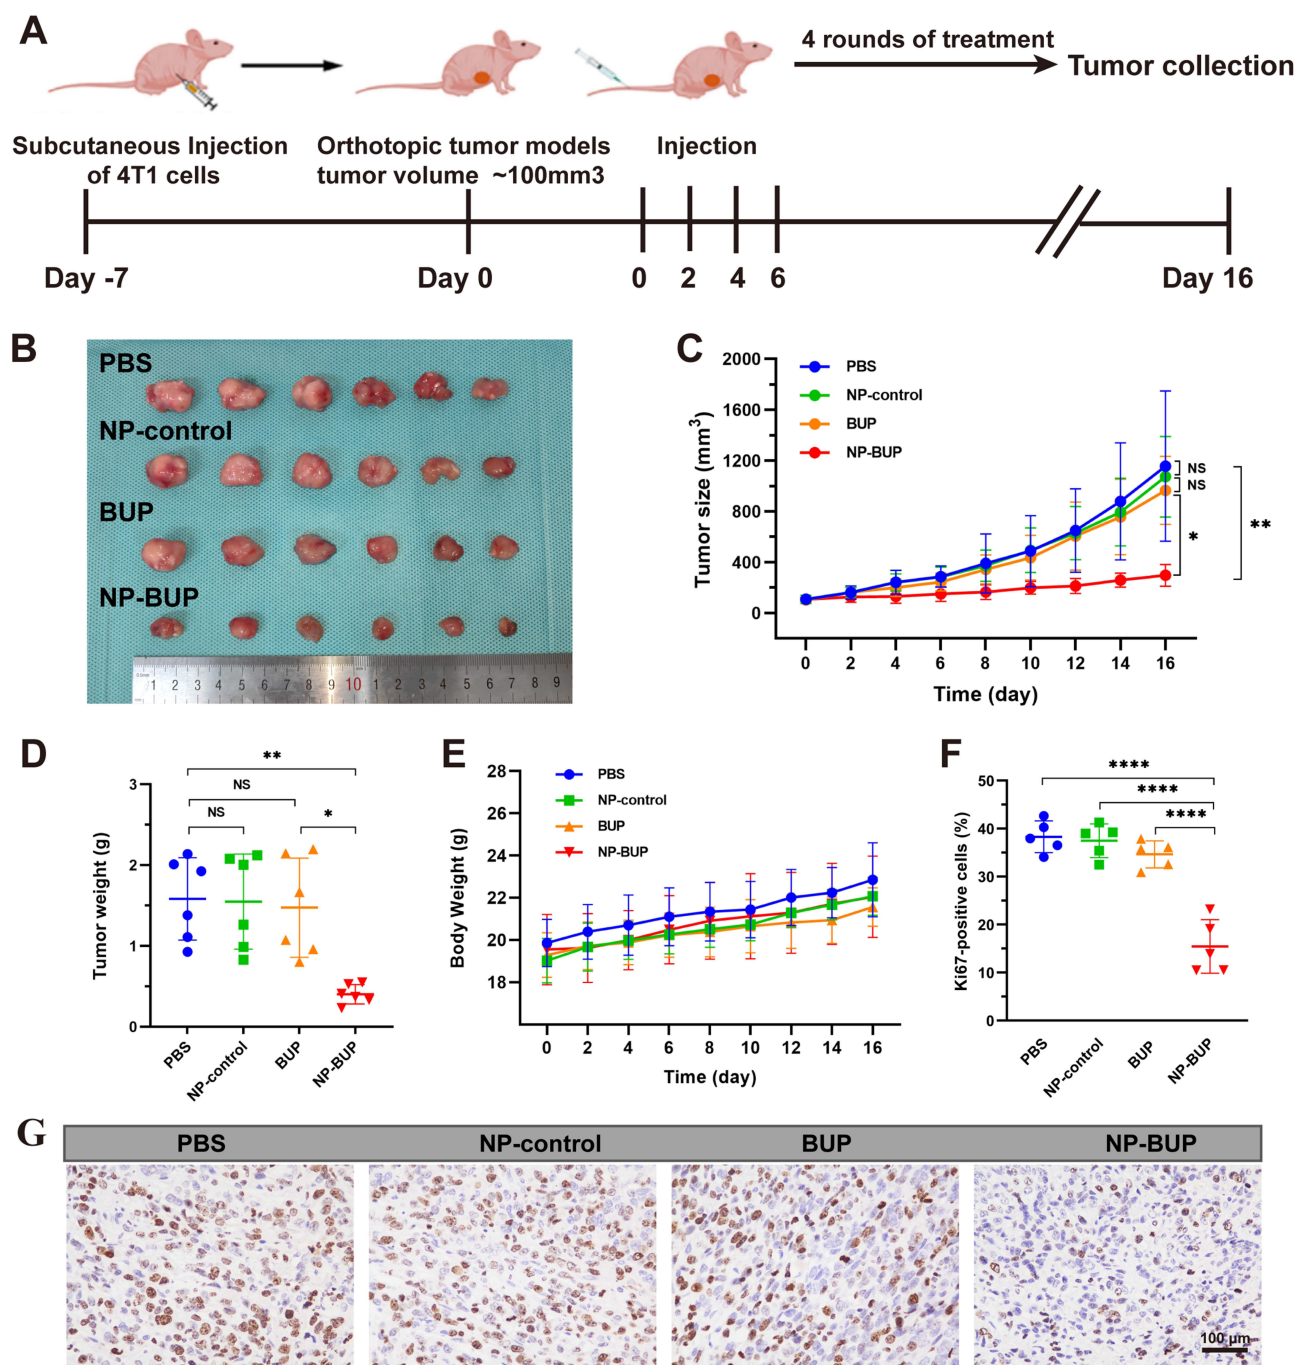 A
4 rounds of treatment
Tumor collection
Subcutaneous Injection
of 4T1 cells
Orthotopic tumor models
tumor volume ~100mm3
Injection
Day -7
Day 0
0
2
4
6
Day 16
B
PBS
NP-control
BUP
NP-BUP
1 2 3 4 5 6 7 8 9 10 1 2 3 4 5 6 7 8 9
C
Tumor size (mm³)
2000
1600
1200
800
400
0
PBS
NP-control
BUP
NP-BUP
NS
NS
*
**
0 2 4 6 8 10 12 14 16
Time (day)
D
Tumor weight (g)
3
2
1
0
**
NS
NS
*
PBS
NP-control
BUP
NP-BUP
E
Body Weight (g)
28
26
24
22
20
18
PBS
NP-control
BUP
NP-BUP
0 2 4 6 8 10 12 14 16
Time (day)
F
Ki67-positive cells (%)
50
40
30
20
10
0
****
****
****
PBS
NP-control
BUP
NP-BUP
G
PBS
NP-control
BUP
NP-BUP
100 μm